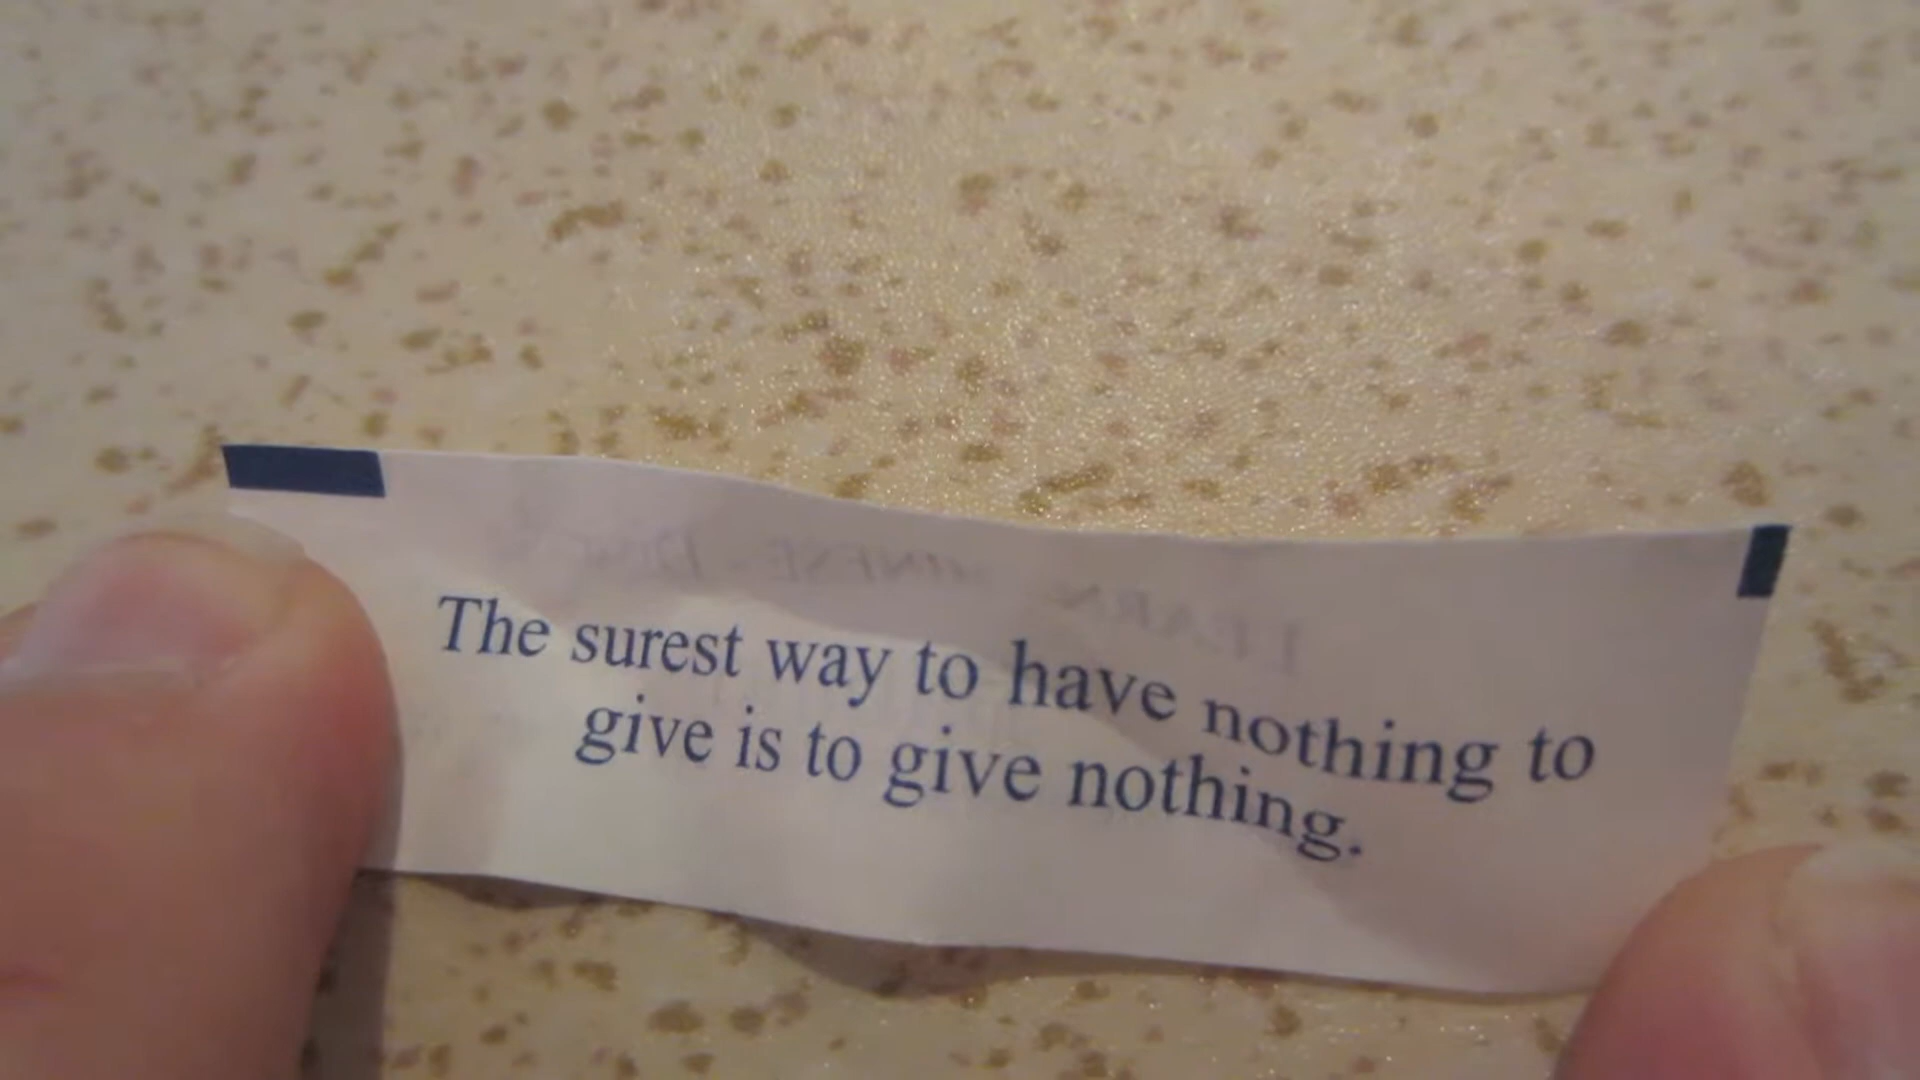 The surest way to have nothing to
give is to give nothing.